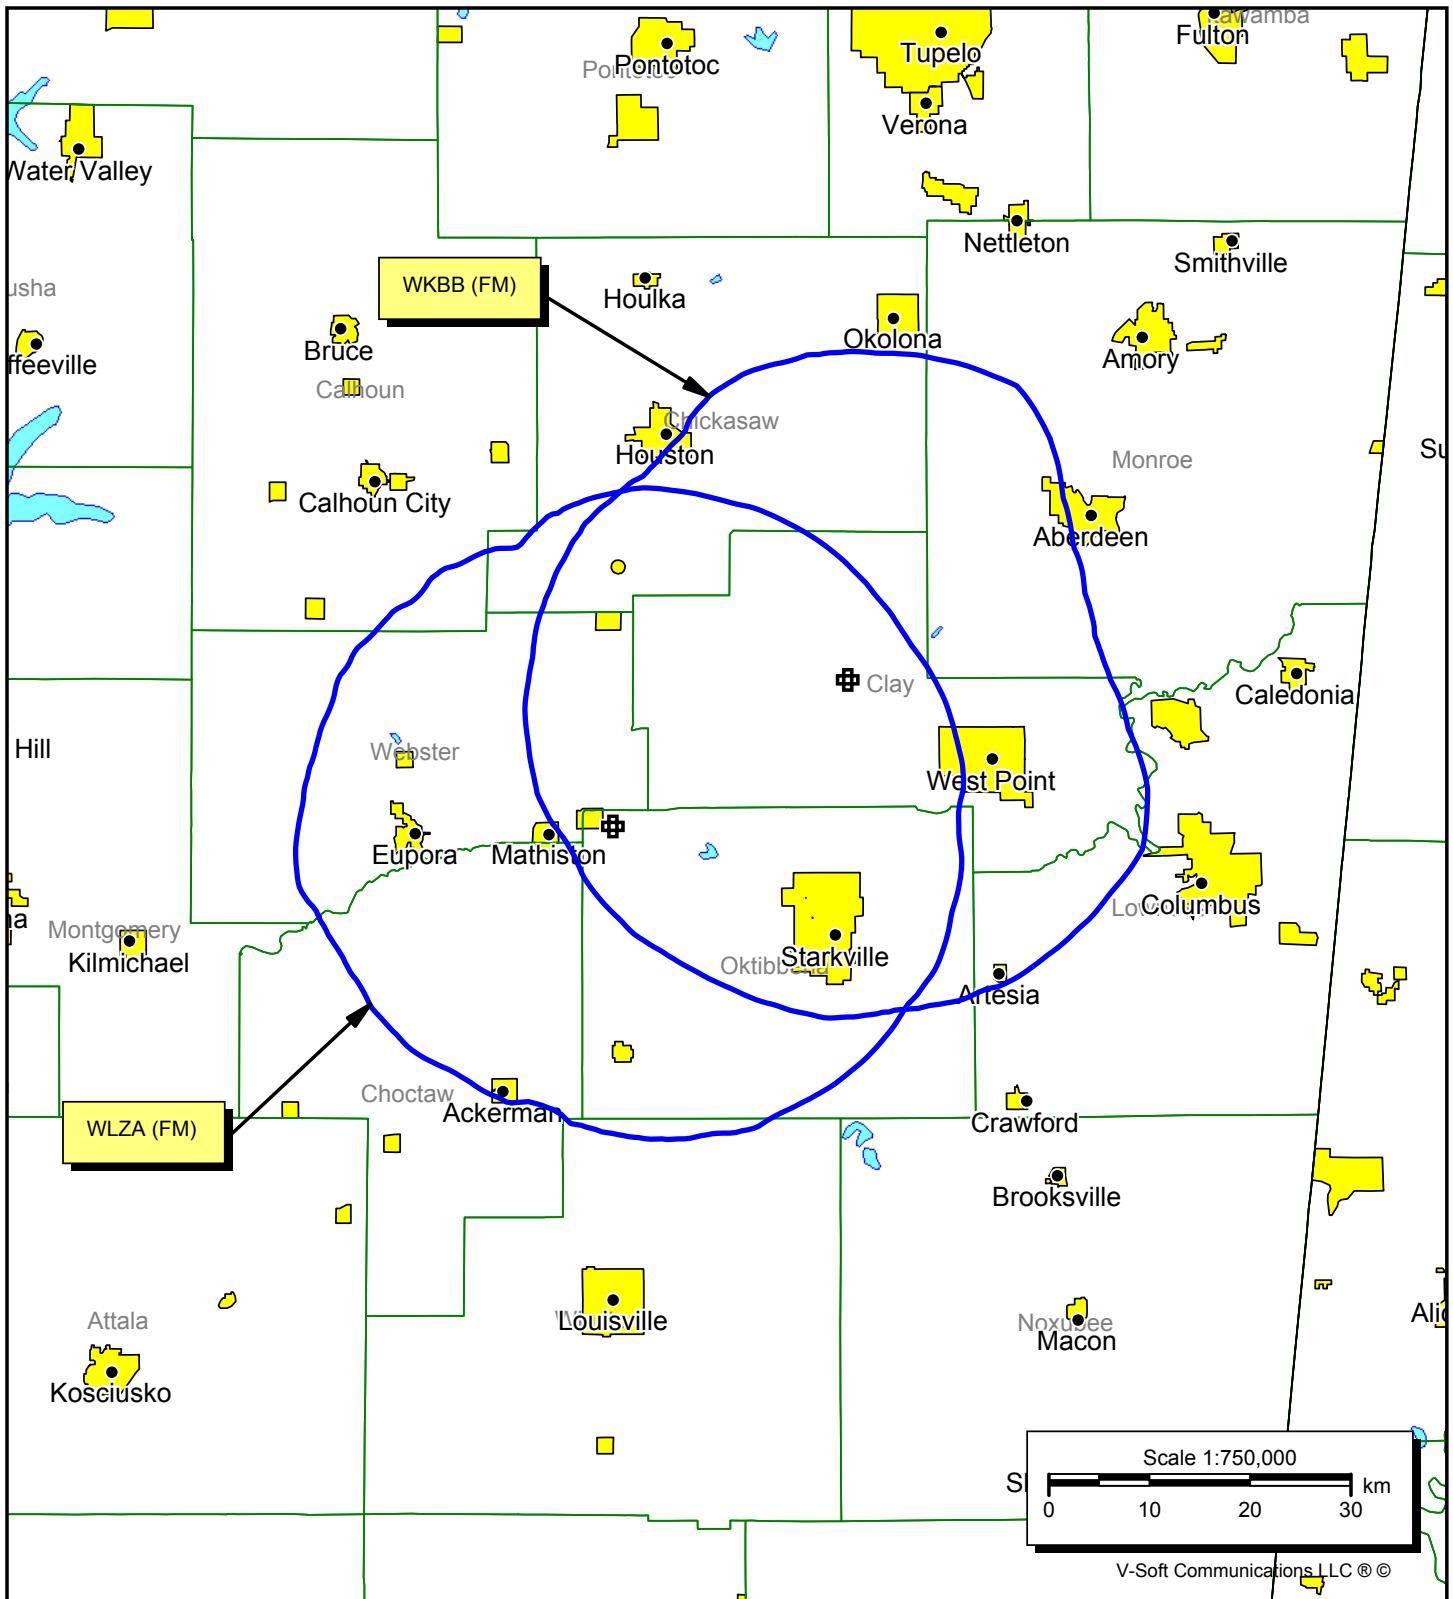 Fulton
Pontotoc
Tupelo
Verona
Water Valley
Nettleton
Smithville
usha
WKBB (FM)
Houlka
Okolona
Bruce
ffeeville
Amory
Calhoun
Chickasaw
Houston
Su
Monroe
Calhoun City
Aberdeen
Clay
Caledonia
Hill
Webster
West Point
Eupora
Mathiston
Columbus
na
Montgomery
Kilmichael
Starkville
Artesia
Choctaw
Ackerman
Crawford
WLZA (FM)
Brooksville
Louisville
Attala
Noxubee
Macon
Alic
Kosciusko
Scale 1:750,000
km
0 10 20 30
V-Soft Communications LLC ® ©